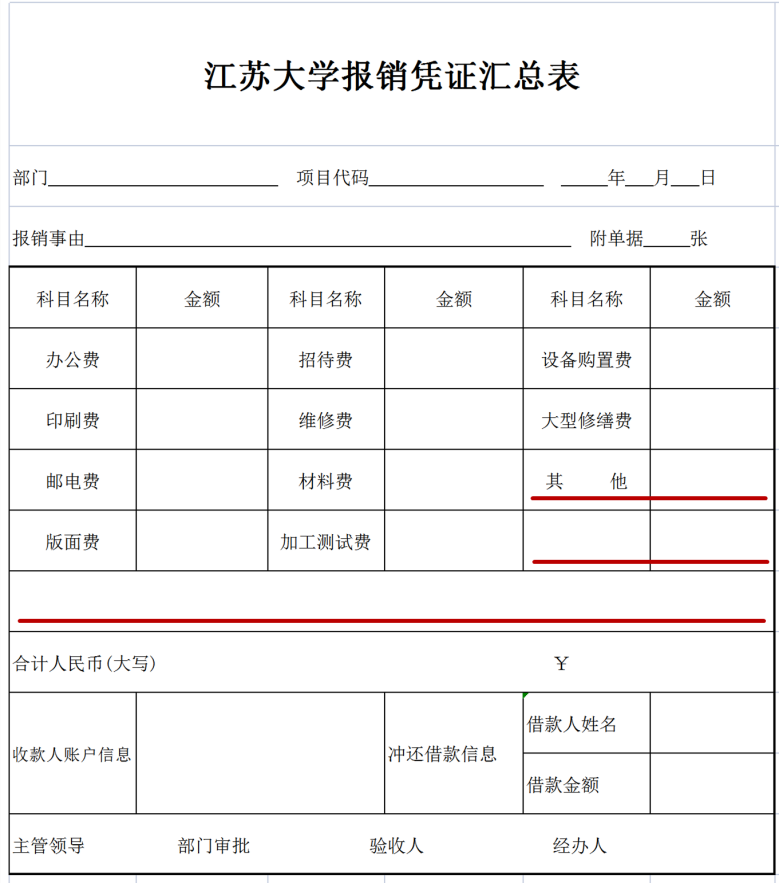 江苏大学报销凭证汇总表
部门 项目代码 年 月 日
报销事由 附单据 张
科目名称 金额 科目名称 金额 科目名称 金额
办公费 招待费 设备购置费
印刷费 维修费 大型修缮费
邮电费 材料费 其 他
版面费 加工测试费
合计人民币(大写) ￥
收款人账户信息 冲还借款信息 借款人姓名
借款金额
主管领导 部门审批 验收人 经办人